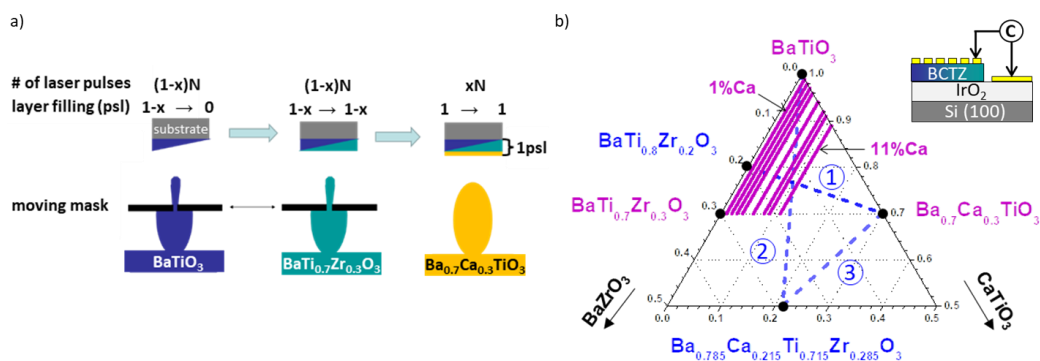 a)
# of laser pulses (1-x)N (1-x)N xN
layer filling (psl) 1-x → 0 1-x → 1-x 1 → 1
substrate
1psl
moving mask
BaTiO₃ BaTi₀.₇Zr₀.₃O₃ Ba₀.₇Ca₀.₃TiO₃
b)
BaTiO₃
C
BCTZ
IrO₂
Si (100)
0.0 1.0
1%Ca
0.1 0.9
BaTi₀.₈Zr₀.₂O₃
11%Ca
0.2 0.8
1
BaTi₀.₇Zr₀.₃O₃ 0.3 0.7 Ba₀.₇Ca₀.₃TiO₃
2
0.4 3 0.6
0.5 0.5
0.0 0.1 0.2 0.3 0.4 0.5
BaZrO₃
CaTiO₃
Ba₀.₇₈₅Ca₀.₂₁₅Ti₀.₇₁₅Zr₀.₂₈₅O₃